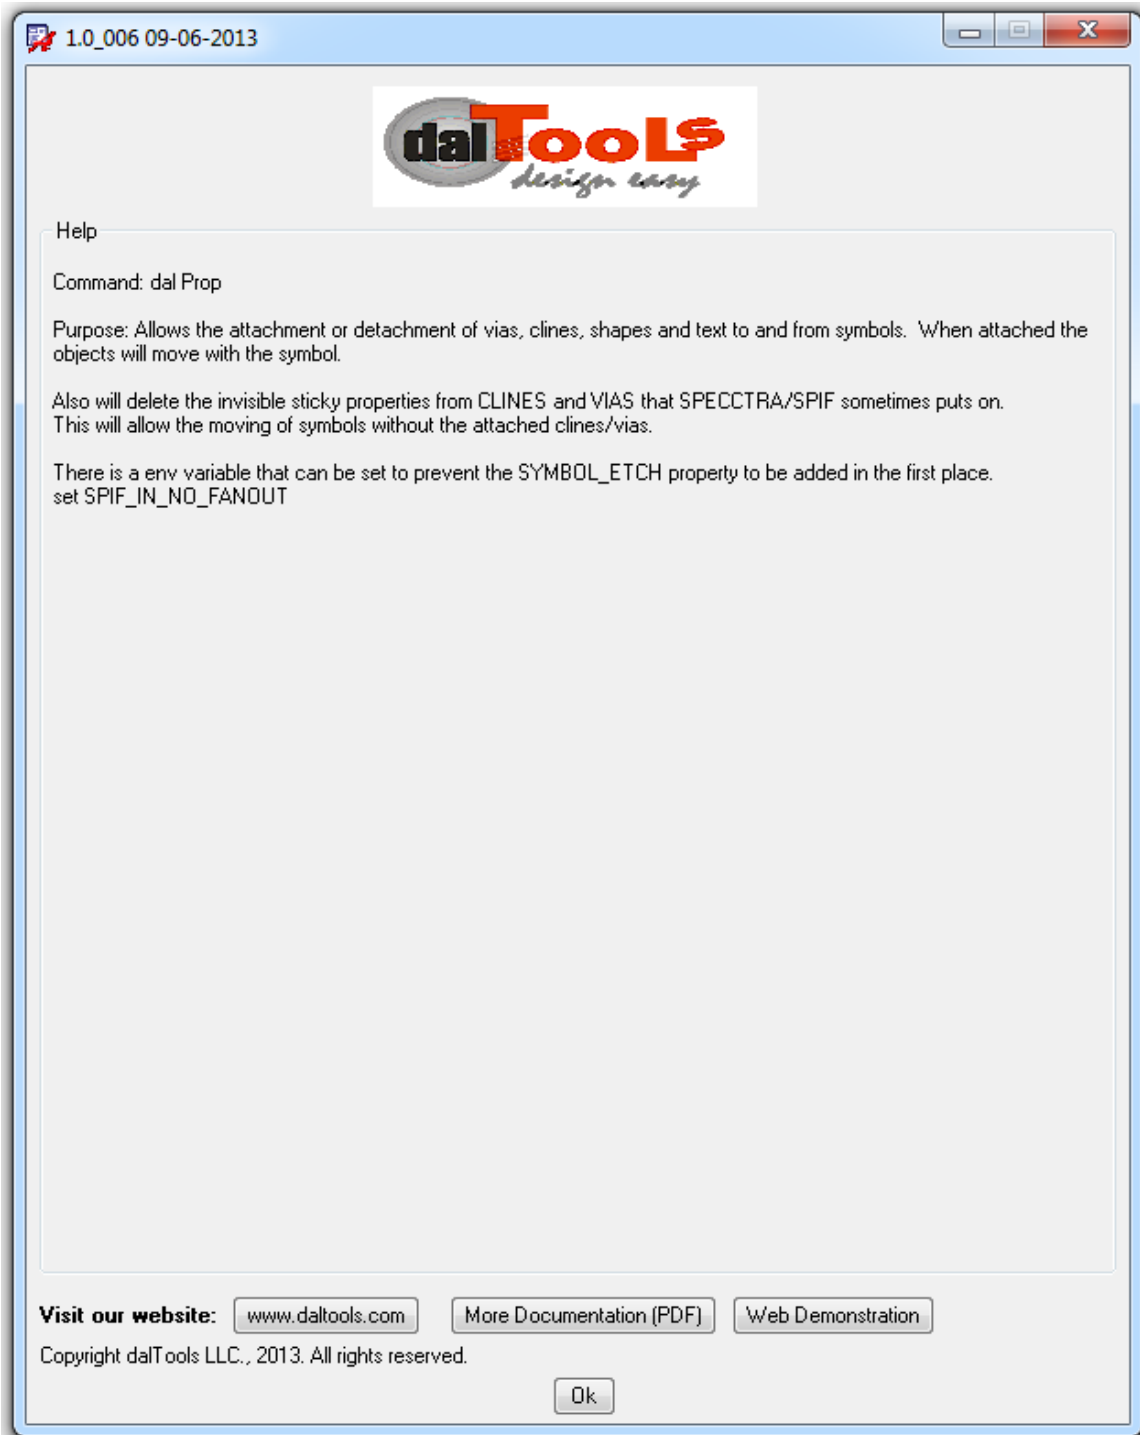 1.0_006 09-06-2013
dalTooLS
design easy
Help
Command: dal Prop
Purpose: Allows the attachment or detachment of vias, clines, shapes and text to and from symbols.  When attached the
objects will move with the symbol.
Also will delete the invisible sticky properties from CLINES and VIAS that SPECCTRA/SPIF sometimes puts on.
This will allow the moving of symbols without the attached clines/vias.
There is a env variable that can be set to prevent the SYMBOL_ETCH property to be added in the first place.
set SPIF_IN_NO_FANOUT
Visit our website: www.daltools.com More Documentation (PDF) Web Demonstration
Copyright dalTools LLC., 2013. All rights reserved.
Ok